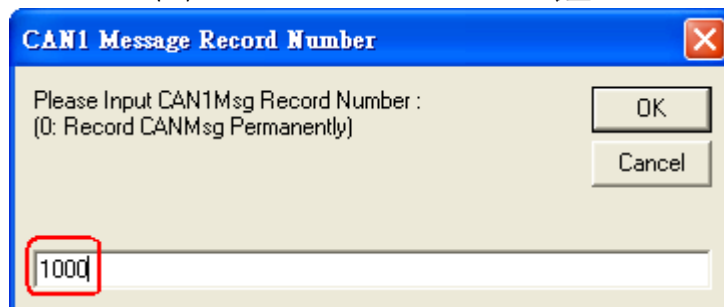 CAN1 Message Record Number
Please Input CAN1Msg Record Number :
(0: Record CANMsg Permanently)
OK
Cancel
1000